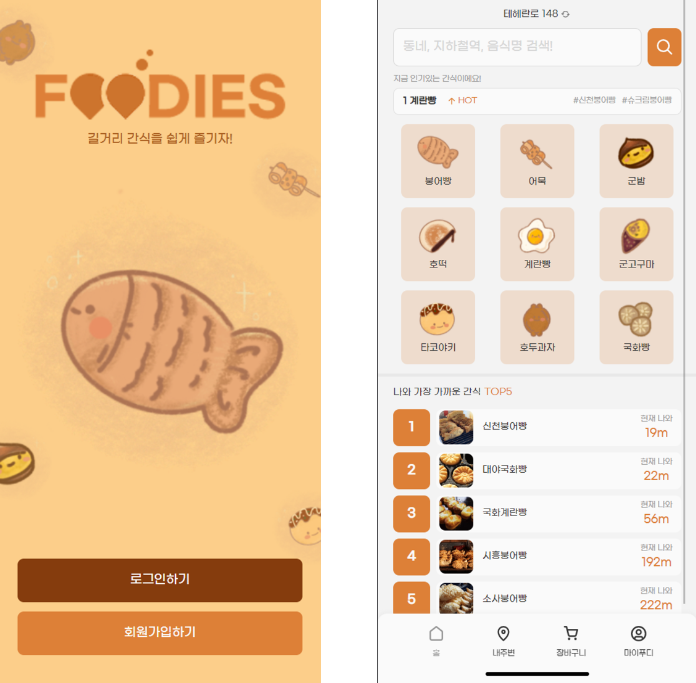 FOODIES
길거리 간식을 쉽게 즐기자!
로그인하기
회원가입하기
테헤란로 148
동네, 지하철역, 음식명 검색!
지금 인기있는 간식이에요!
1 계란빵 ↑ HOT #신천붕어빵 #슈크림붕어빵
붕어빵 어묵 군밤
호떡 계란빵 군고구마
타코야키 호두과자 국화빵
나와 가장 가까운 간식 TOP5
1 신천붕어빵 현재 나와 19m
2 대야국화빵 현재 나와 22m
3 국화계란빵 현재 나와 56m
4 시흥붕어빵 현재 나와 192m
5 소사붕어빵 현재 나와 222m
홈 내주변 장바구니 마이푸디